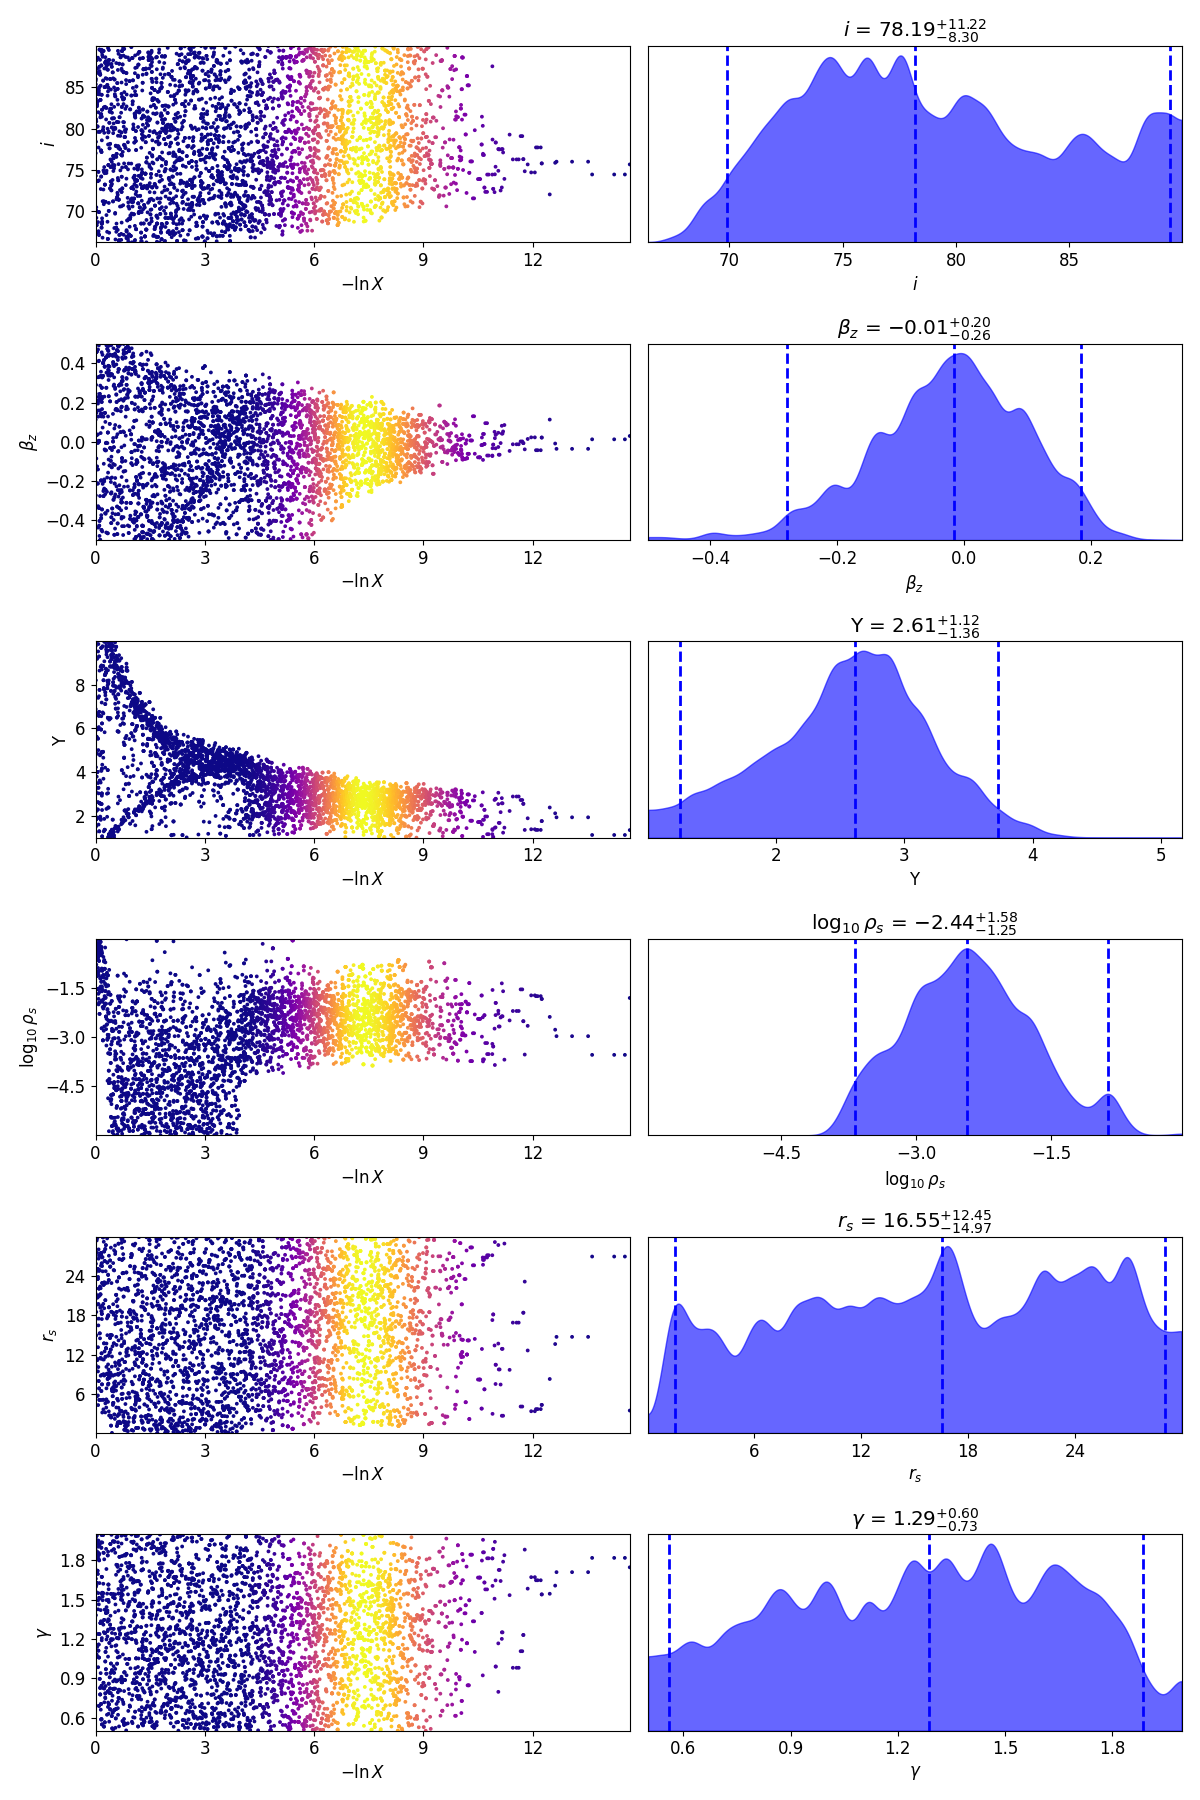 i = 78.19+11.22−8.30
85
80
75
70
i
0 3 6 9 12
−ln X
70 75 80 85
i
βz = −0.01+0.20−0.26
0.4
0.2
0.0
−0.2
−0.4
βz
0 3 6 9 12
−ln X
−0.4 −0.2 0.0 0.2
βz
Y = 2.61+1.12−1.36
8
6
4
2
Y
0 3 6 9 12
−ln X
2 3 4 5
Y
log10 ρs = −2.44+1.58−1.25
−1.5
−3.0
−4.5
log10 ρs
0 3 6 9 12
−ln X
−4.5 −3.0 −1.5
log10 ρs
rs = 16.55+12.45−14.97
24
18
12
6
rs
0 3 6 9 12
−ln X
6 12 18 24
rs
γ = 1.29+0.60−0.73
1.8
1.5
1.2
0.9
0.6
γ
0 3 6 9 12
−ln X
0.6 0.9 1.2 1.5 1.8
γ